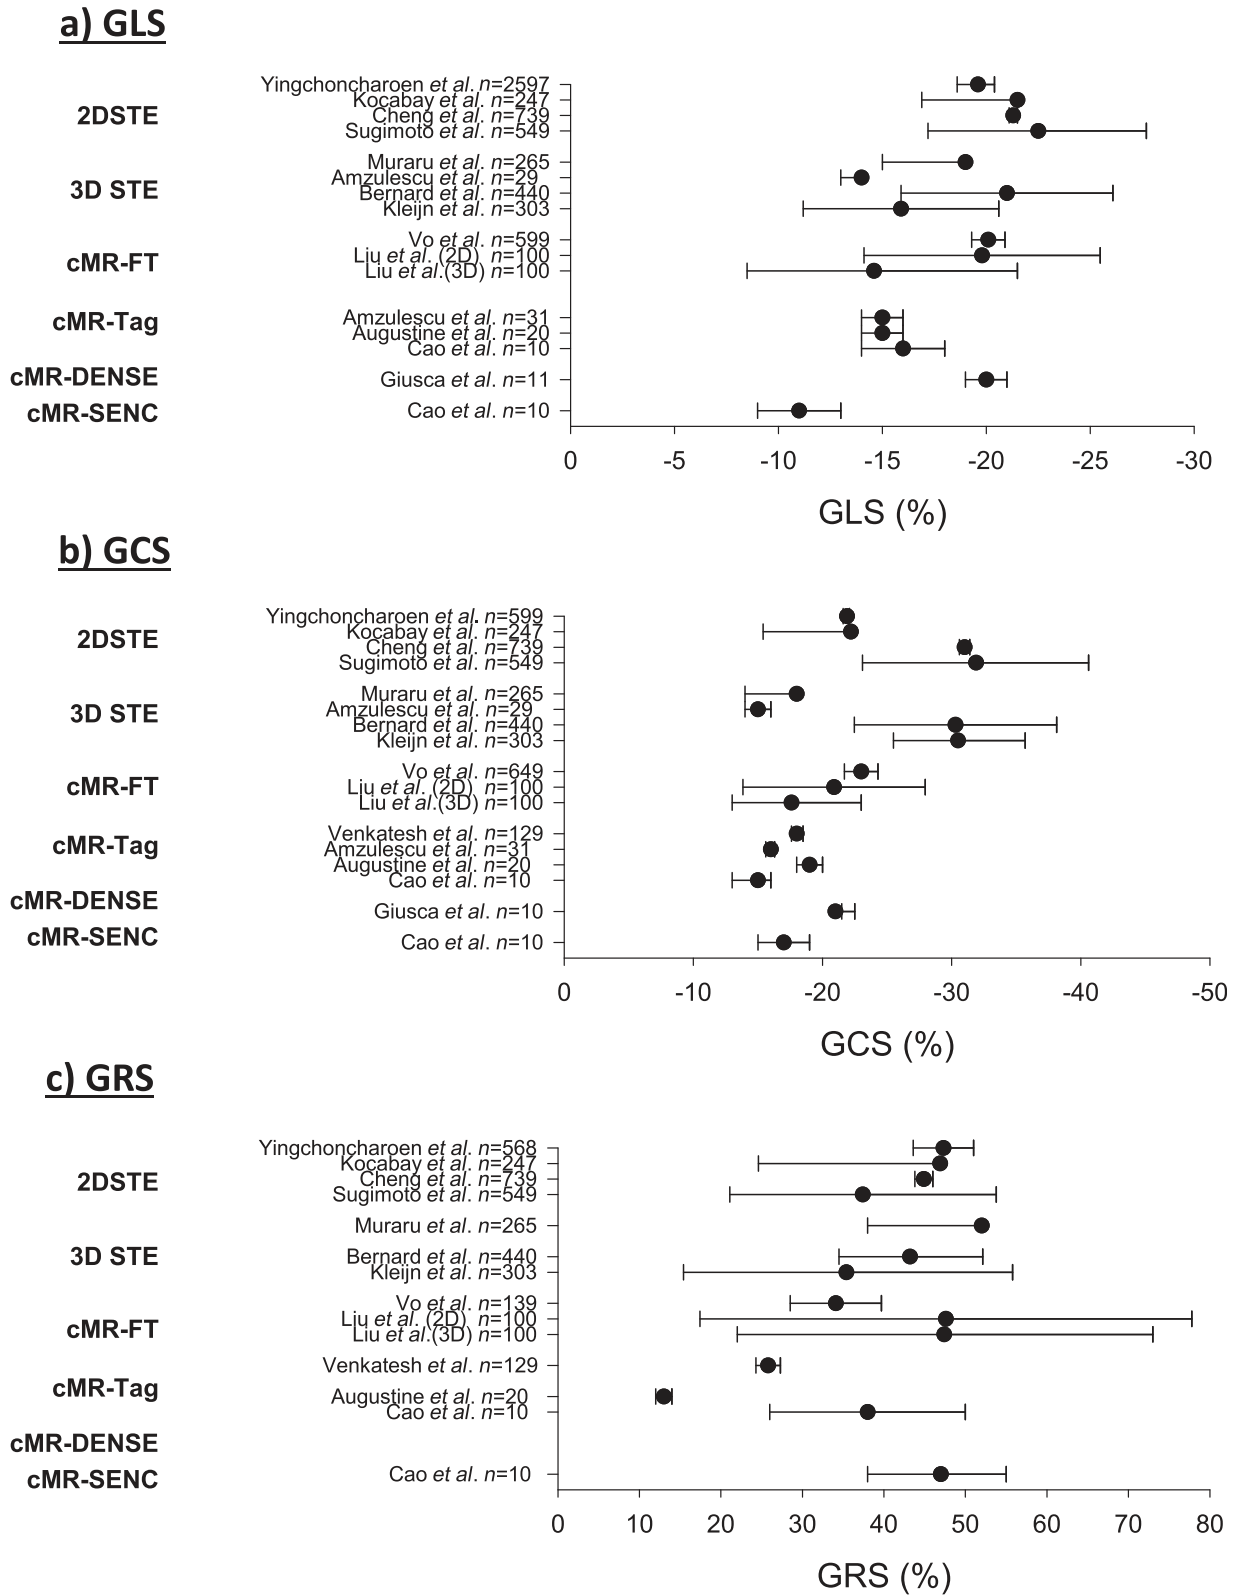 a) GLS
2DSTE
Yingchoncharoen et al. n=2597
Kocabay et al. n=247
Cheng et al. n=739
Sugimoto et al. n=549
3D STE
Muraru et al. n=265
Amzulescu et al. n=29
Bernard et al. n=440
Kleijn et al. n=303
cMR-FT
Vo et al. n=599
Liu et al. (2D) n=100
Liu et al.(3D) n=100
cMR-Tag
Amzulescu et al. n=31
Augustine et al. n=20
Cao et al. n=10
cMR-DENSE
Giusca et al. n=11
cMR-SENC
Cao et al. n=10
0 -5 -10 -15 -20 -25 -30
GLS (%)
b) GCS
2DSTE
Yingchoncharoen et al. n=599
Kocabay et al. n=247
Cheng et al. n=739
Sugimoto et al. n=549
3D STE
Muraru et al. n=265
Amzulescu et al. n=29
Bernard et al. n=440
Kleijn et al. n=303
cMR-FT
Vo et al. n=649
Liu et al. (2D) n=100
Liu et al.(3D) n=100
cMR-Tag
Venkatesh et al. n=129
Amzulescu et al. n=31
Augustine et al. n=20
Cao et al. n=10
cMR-DENSE
Giusca et al. n=10
cMR-SENC
Cao et al. n=10
0 -10 -20 -30 -40 -50
GCS (%)
c) GRS
2DSTE
Yingchoncharoen et al. n=568
Kocabay et al. n=247
Cheng et al. n=739
Sugimoto et al. n=549
3D STE
Muraru et al. n=265
Bernard et al. n=440
Kleijn et al. n=303
cMR-FT
Vo et al. n=139
Liu et al. (2D) n=100
Liu et al.(3D) n=100
cMR-Tag
Venkatesh et al. n=129
Augustine et al. n=20
Cao et al. n=10
cMR-DENSE
cMR-SENC
Cao et al. n=10
0 10 20 30 40 50 60 70 80
GRS (%)